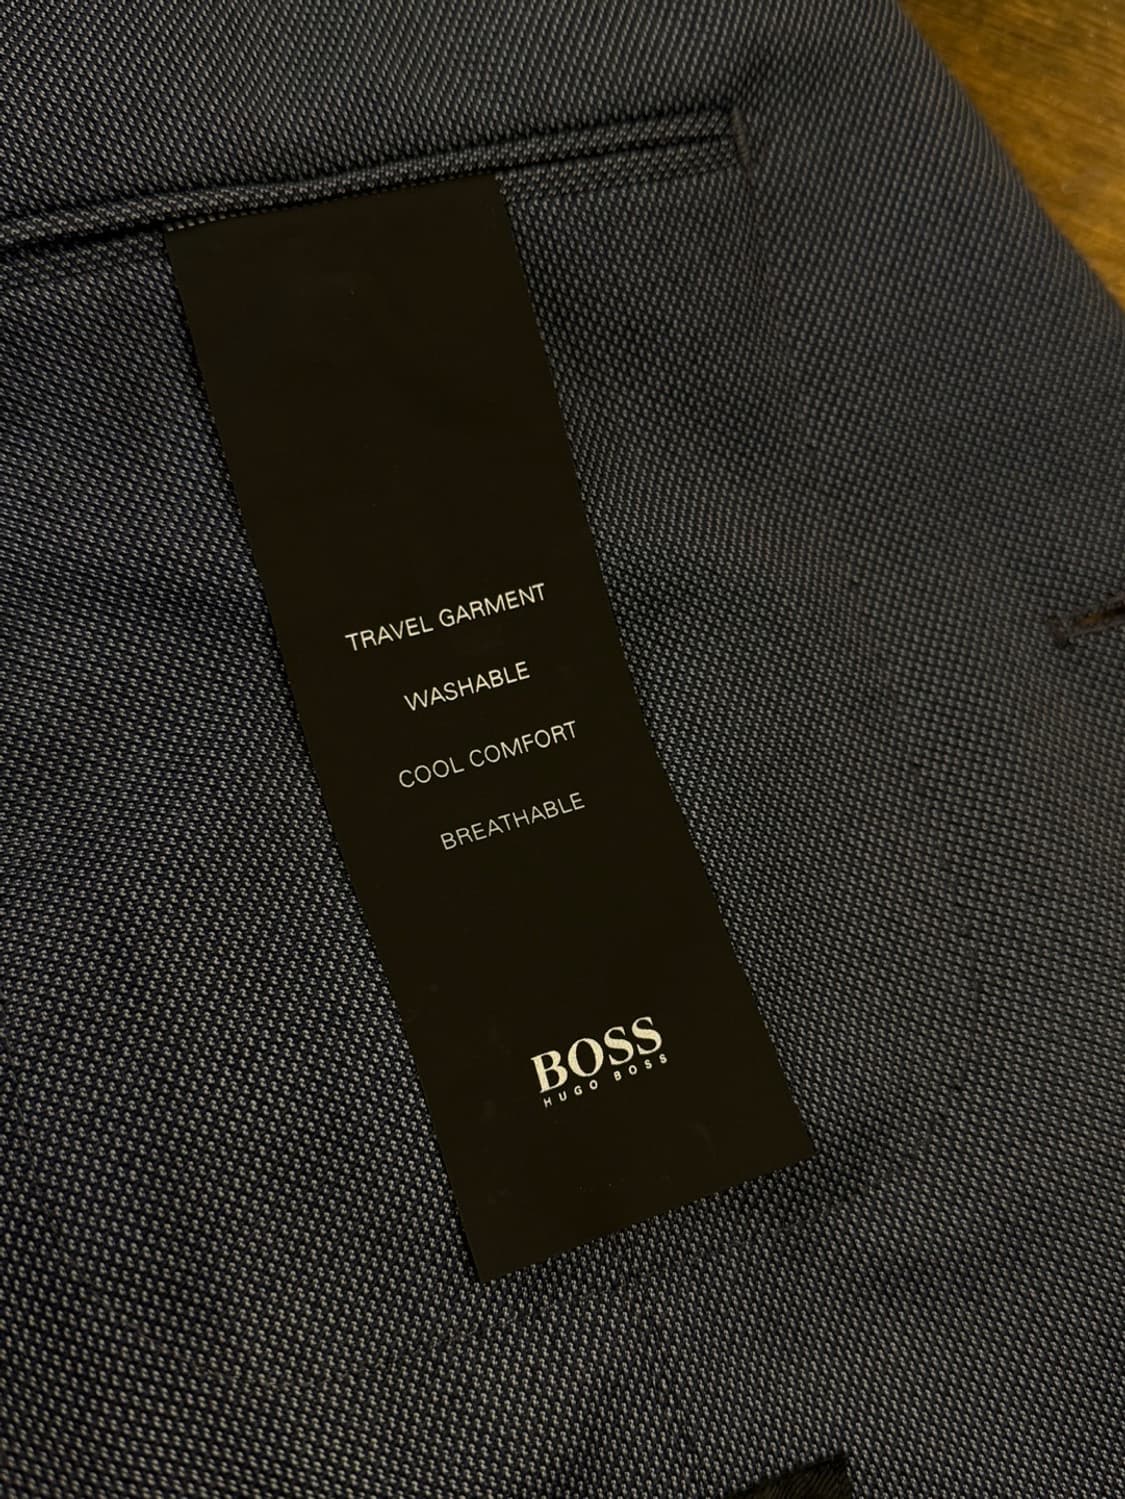 TRAVEL GARMENT
WASHABLE
COOL COMFORT
BREATHABLE
BOSS
HUGO BOSS